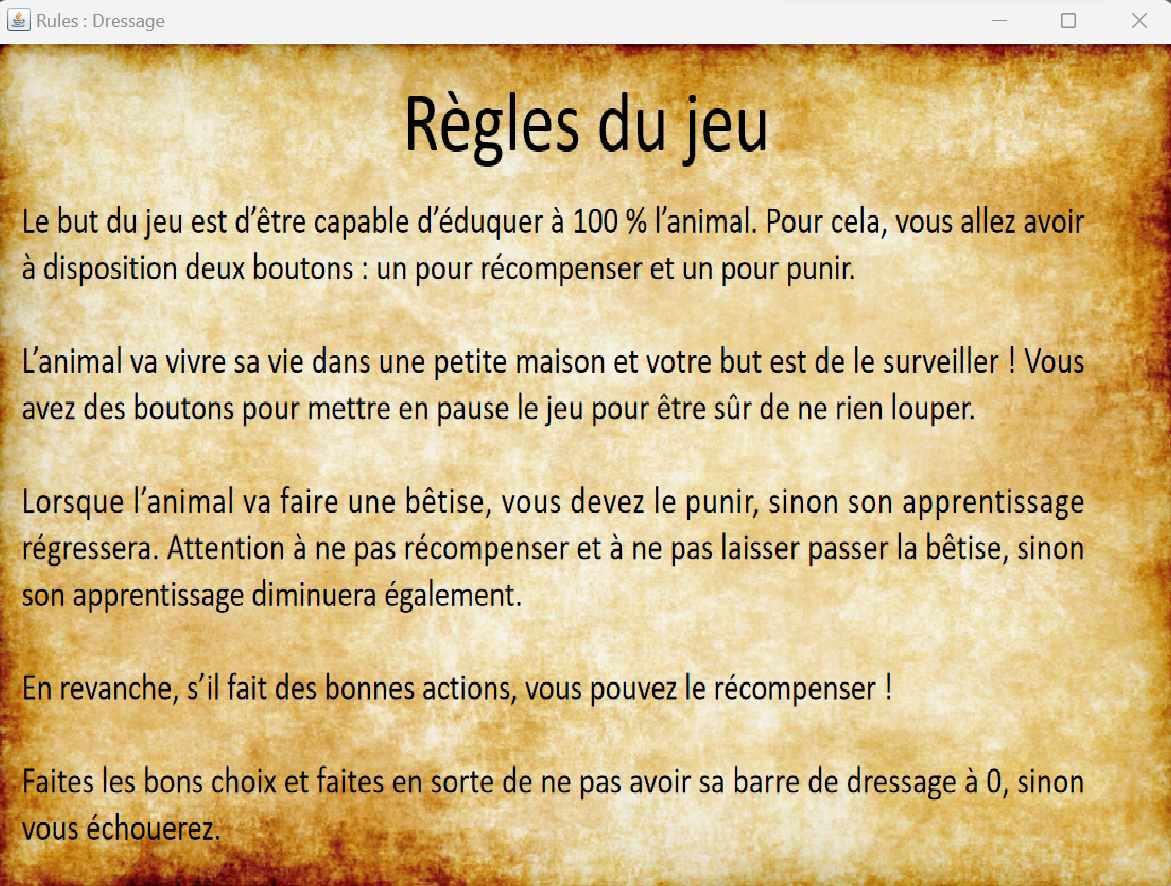 Rules : Dressage
Règles du jeu
Le but du jeu est d’être capable d’éduquer à 100 % l’animal. Pour cela, vous allez avoir
à disposition deux boutons : un pour récompenser et un pour punir.
L’animal va vivre sa vie dans une petite maison et votre but est de le surveiller ! Vous
avez des boutons pour mettre en pause le jeu pour être sûr de ne rien louper.
Lorsque l’animal va faire une bêtise, vous devez le punir, sinon son apprentissage
régressera. Attention à ne pas récompenser et à ne pas laisser passer la bêtise, sinon
son apprentissage diminuera également.
En revanche, s’il fait des bonnes actions, vous pouvez le récompenser !
Faites les bons choix et faites en sorte de ne pas avoir sa barre de dressage à 0, sinon
vous échouerez.